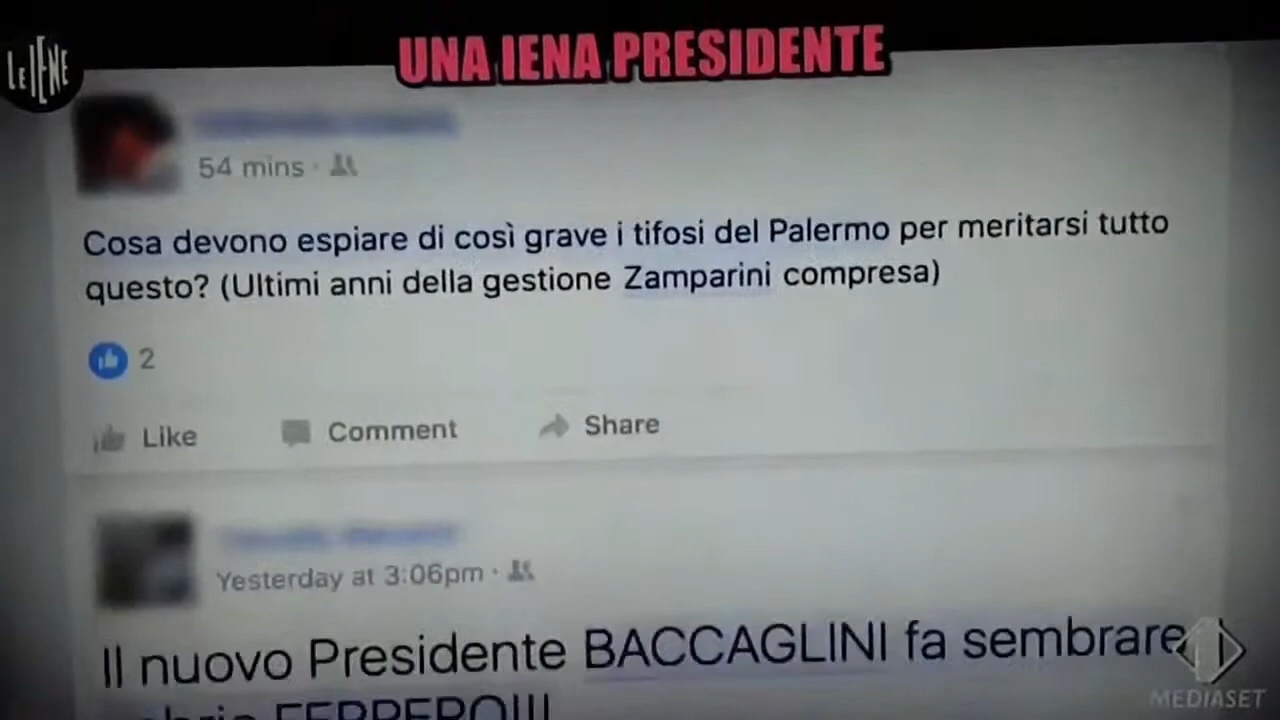 UNA IENA PRESIDENTE
LE IENE
54 mins ·
Cosa devono espiare di così grave i tifosi del Palermo per meritarsi tutto
questo? (Ultimi anni della gestione Zamparini compresa)
2
Like Comment Share
Yesterday at 3:06pm ·
Il nuovo Presidente BACCAGLINI fa sembrare
FERRERO!!!
MEDIASET